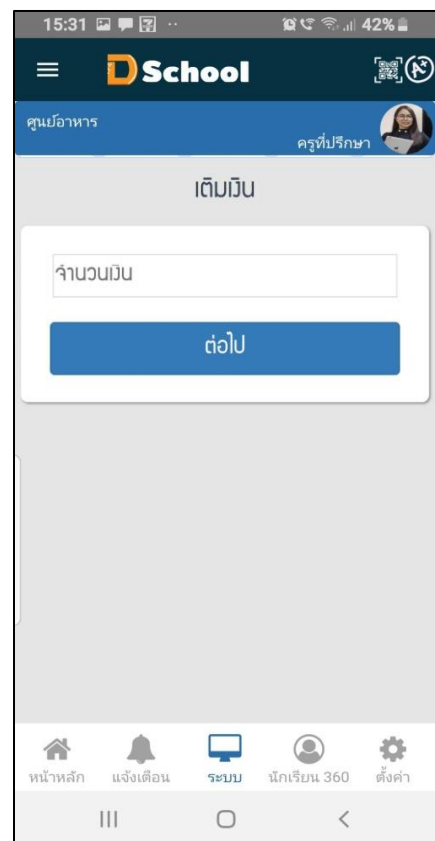 15:31
42%
DSchool
A+
ศูนย์อาหาร
ครูที่ปรึกษา
เติมเงิน
จำนวนเงิน
ต่อไป
หน้าหลัก แจ้งเตือน ระบบ นักเรียน 360 ตั้งค่า